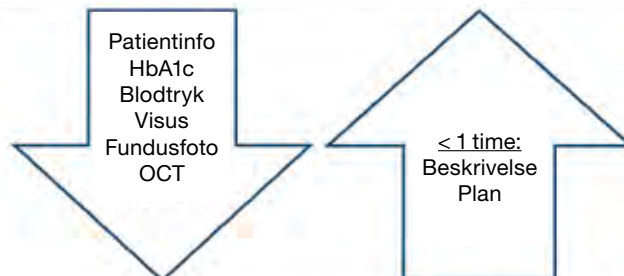 Patientinfo
HbA1c
Blodtryk
Visus
Fundusfoto
OCT
< 1 time:
Beskrivelse
Plan